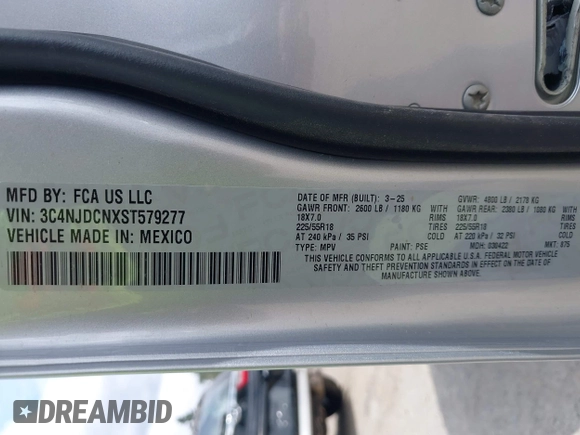 MFD BY: FCA US LLC
VIN: 3C4NJDCNXST579277
VEHICLE MADE IN: MEXICO
DATE OF MFR (BUILT): 3-25 GVWR: 4800 LB / 2178 KG
GAWR FRONT: 2600 LB / 1180 KG WITH GAWR REAR: 2380 LB / 1080 KG WITH
18X7.0 RIMS 18X7.0 RIMS
225/55R18 TIRES 225/55R18 TIRES
AT 240 kPa / 35 PSI COLD AT 220 kPa / 32 PSI COLD
TYPE: MPV PAINT: PSE MDH: 030422 MKT: 875
THIS VEHICLE CONFORMS TO ALL APPLICABLE U.S.A. FEDERAL MOTOR VEHICLE
SAFETY AND THEFT PREVENTION STANDARDS IN EFFECT ON THE DATE OF
MANUFACTURE SHOWN ABOVE.
$DREAMBID